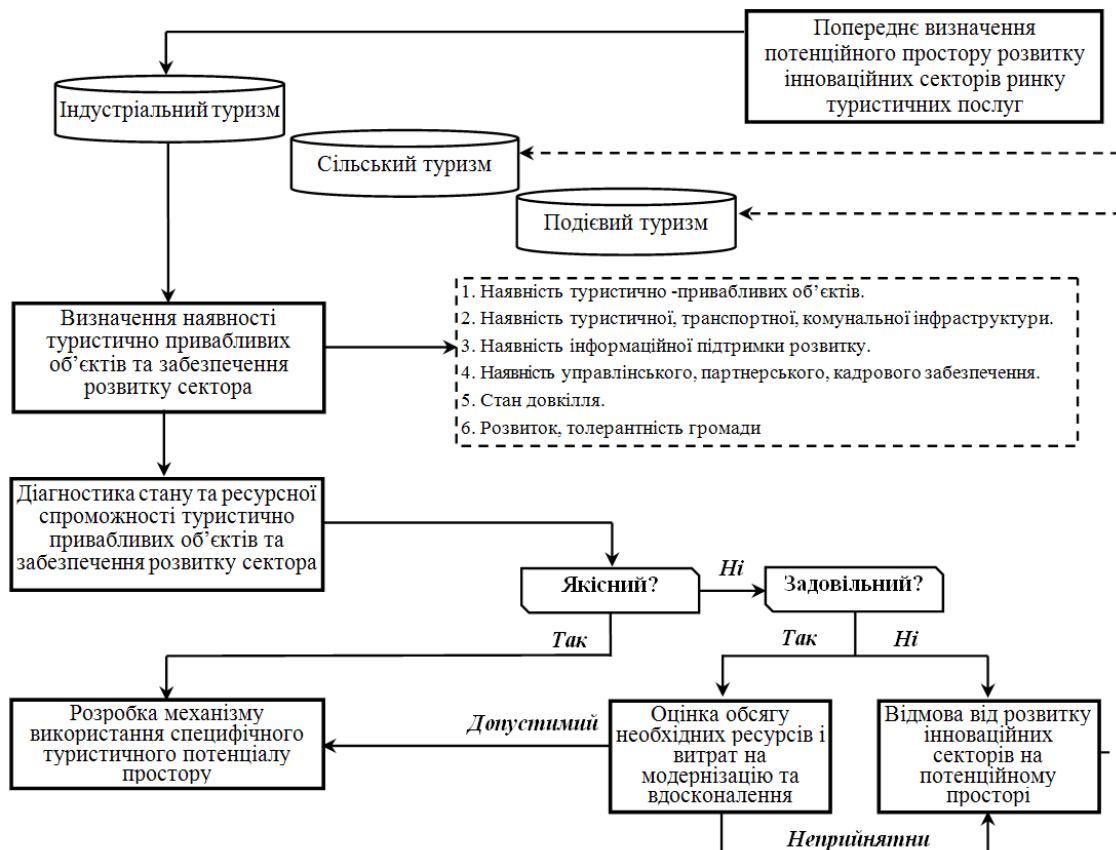 Попереднє визначення
потенційного простору розвитку
інноваційних секторів ринку
туристичних послуг
Індустріальний туризм
Сільський туризм
Подієвий туризм
Визначення наявності
туристично привабливих
об’єктів та забезпечення
розвитку сектора
1. Наявність туристично -привабливих об’єктів.
2. Наявність туристичної, транспортної, комунальної інфраструктури.
3. Наявність інформаційної підтримки розвитку.
4. Наявність управлінського, партнерського, кадрового забезпечення.
5. Стан довкілля.
6. Розвиток, толерантність громади
Діагностика стану та ресурсної
спроможності туристично
привабливих об’єктів та
забезпечення розвитку сектора
Якісний?
Ні
Задовільний?
Так
Так
Ні
Розробка механізму
використання специфічного
туристичного потенціалу
простору
Допустимий
Оцінка обсягу
необхідних ресурсів і
витрат на
модернізацію та
вдосконалення
Відмова від розвитку
інноваційних
секторів на
потенційному
просторі
Неприйнятни